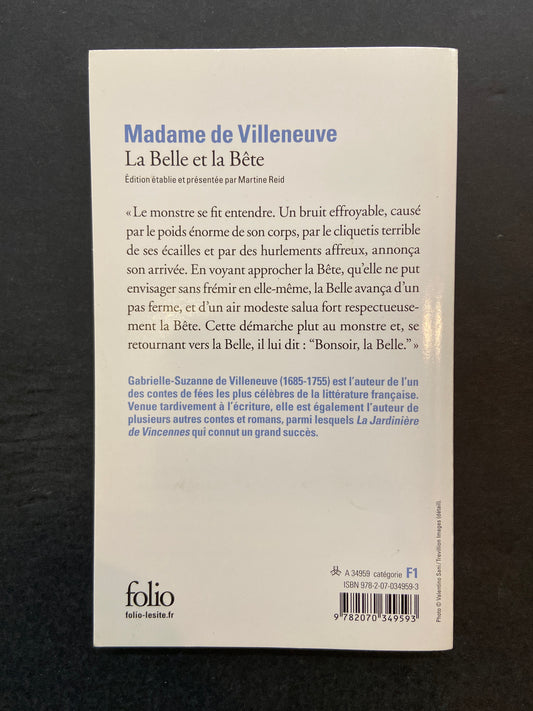 Madame de Villeneuve
La Belle et la Bête
Édition établie et présentée par Martine Reid
« Le monstre se fit entendre. Un bruit effroyable, causé
par le poids énorme de son corps, par le cliquetis terrible
de ses écailles et par des hurlements affreux, annonça
son arrivée. En voyant approcher la Bête, qu'elle ne put
envisager sans frémir en elle-même, la Belle avança d'un
pas ferme, et d'un air modeste salua fort respectueuse-
ment la Bête. Cette démarche plut au monstre et, se
retournant vers la Belle, il lui dit : “Bonsoir, la Belle.” »
Gabrielle-Suzanne de Villeneuve (1685-1755) est l'auteur de l'un
des contes de fées les plus célèbres de la littérature française.
Venue tardivement à l'écriture, elle est également l'auteur de
plusieurs autres contes et romans, parmi lesquels La Jardinière
de Vincennes qui connut un grand succès.
folio
folio-lesite.fr
A 34959 catégorie F1
ISBN 978-2-07-034959-3
9 782070 349593
Photo © Valentino Sani / Trevillion Images (détail).